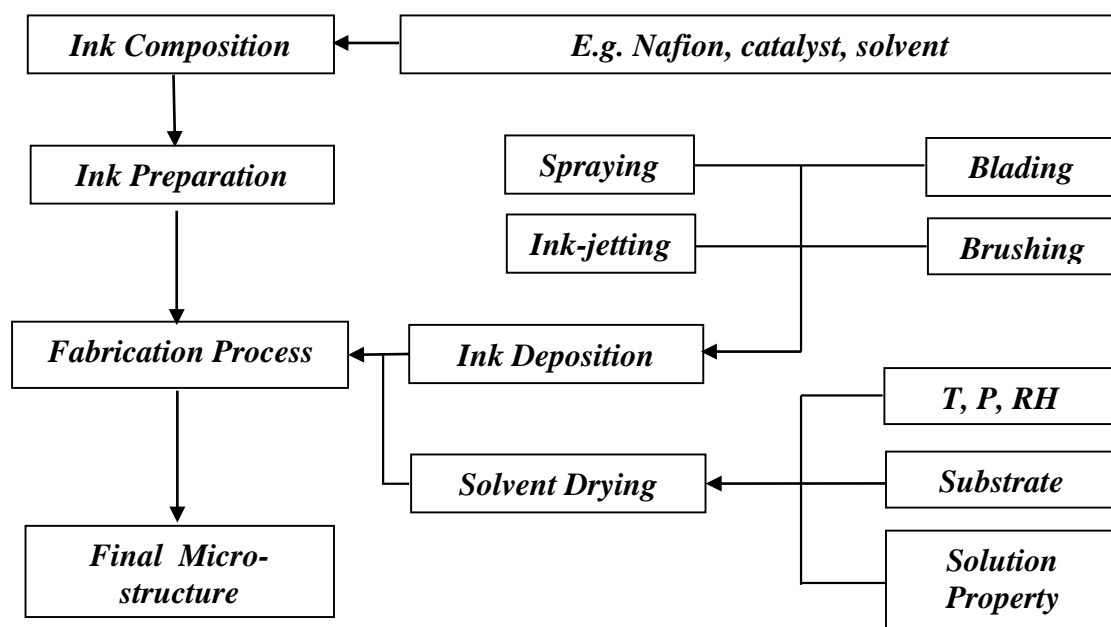 Ink Composition
E.g. Nafion, catalyst, solvent
Ink Preparation
Spraying
Blading
Ink-jetting
Brushing
Fabrication Process
Ink Deposition
T, P, RH
Solvent Drying
Substrate
Final Micro-
structure
Solution
Property